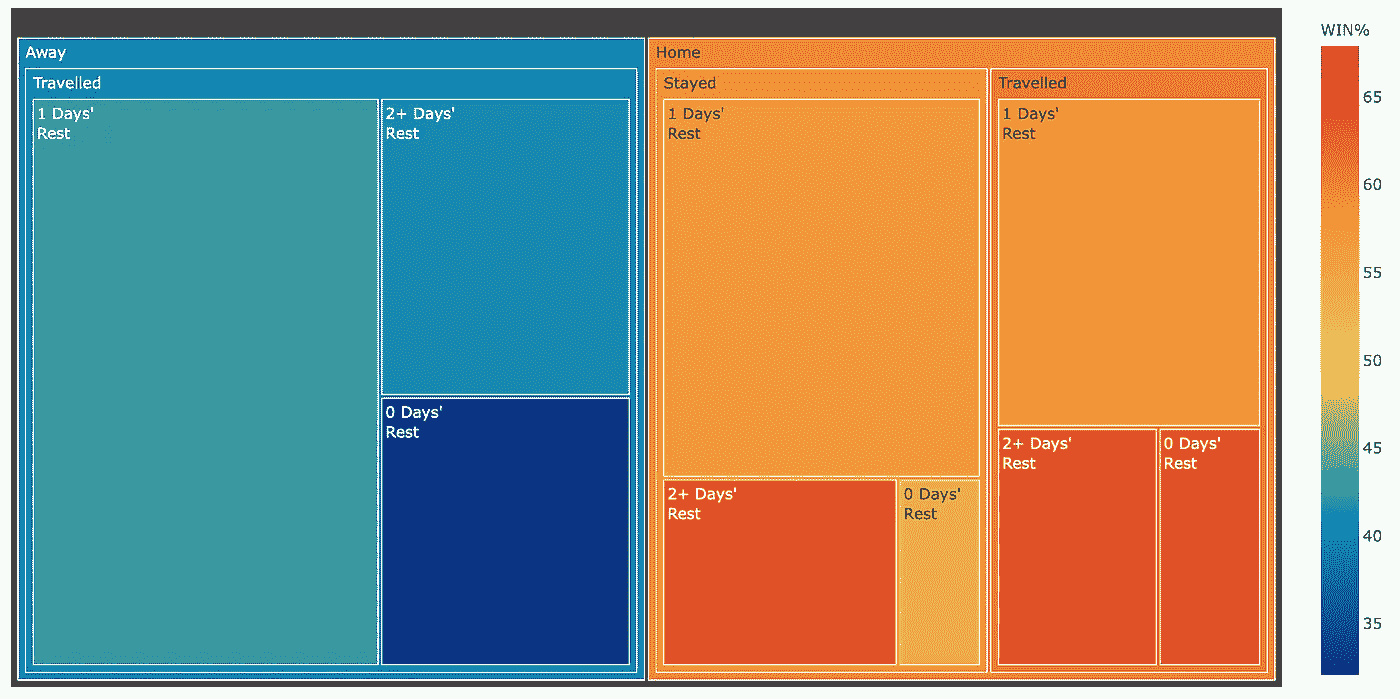 WIN%
Away
Home
Travelled
Stayed
Travelled
1 Days'
Rest
2+ Days'
Rest
1 Days'
Rest
1 Days'
Rest
0 Days'
Rest
2+ Days'
Rest
0 Days'
Rest
2+ Days'
Rest
0 Days'
Rest
65
60
55
50
45
40
35